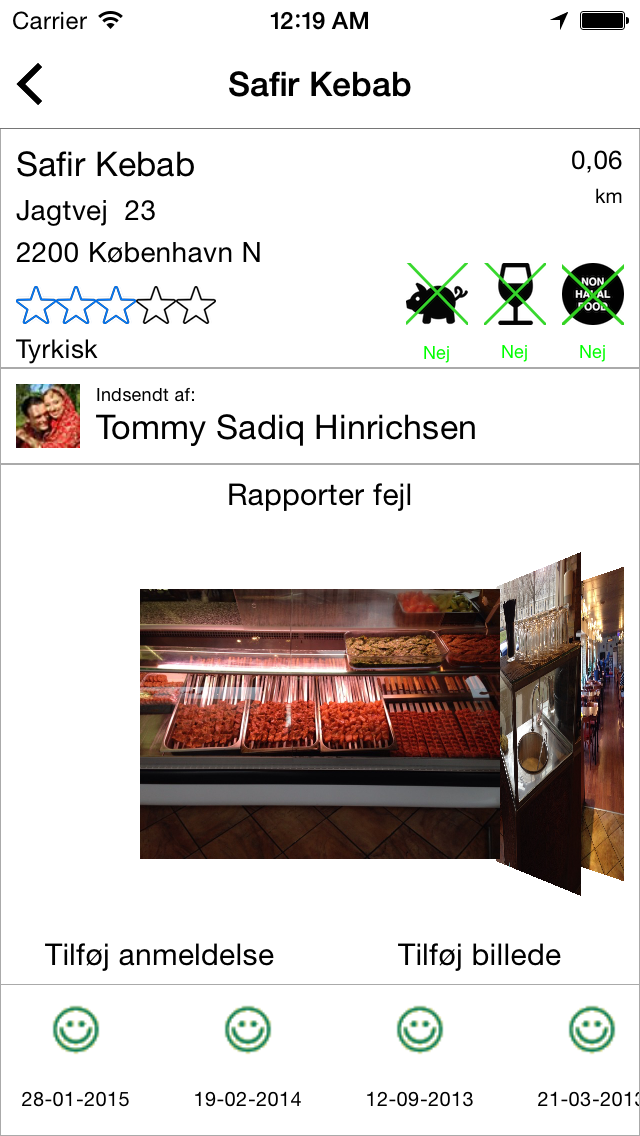 Carrier 12:19 AM
Safir Kebab
Safir Kebab
0,06
km
Jagtvej 23
2200 København N
NON
HALAL
FOOD
Tyrkisk
Nej
Nej
Nej
Indsendt af:
Tommy Sadiq Hinrichsen
Rapporter fejl
Tilføj anmeldelse
Tilføj billede
28-01-2015
19-02-2014
12-09-2013
21-03-2013